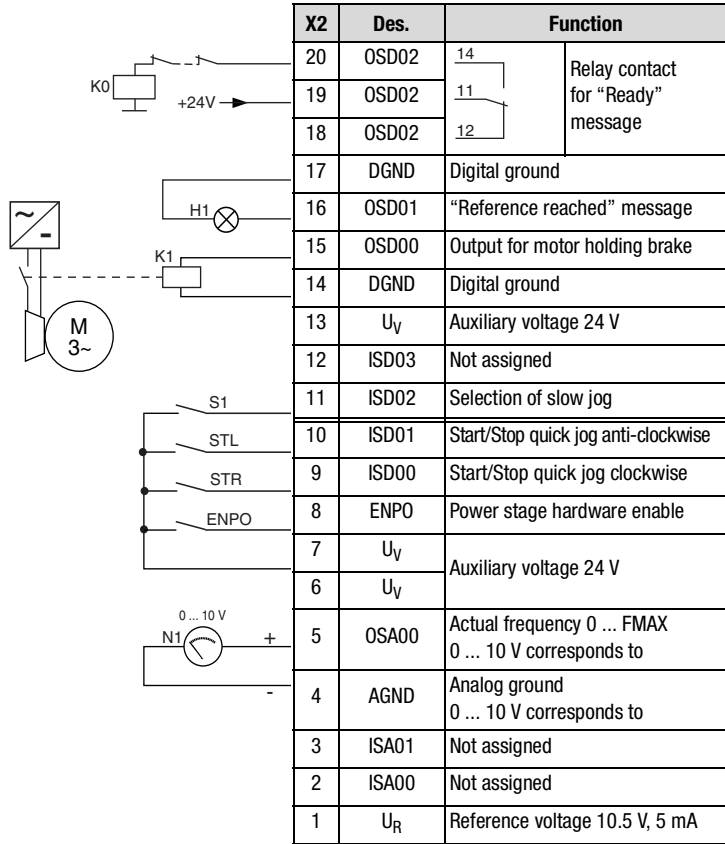 X2 Des. Function
20 OSD02 14 Relay contact
K0 +24V 19 OSD02 11 for “Ready”
18 OSD02 12 message
17 DGND Digital ground
H1 16 OSD01 “Reference reached” message
~ -
K1 15 OSD00 Output for motor holding brake
14 DGND Digital ground
M
3~
13 UV Auxiliary voltage 24 V
12 ISD03 Not assigned
S1 11 ISD02 Selection of slow jog
STL 10 ISD01 Start/Stop quick jog anti-clockwise
STR 9 ISD00 Start/Stop quick jog clockwise
ENPO 8 ENPO Power stage hardware enable
7 UV Auxiliary voltage 24 V
6 UV
0 ... 10 V
N1 + 5 OSA00 Actual frequency 0 ... FMAX
0 ... 10 V corresponds to
- 4 AGND Analog ground
0 ... 10 V corresponds to
3 ISA01 Not assigned
2 ISA00 Not assigned
1 UR Reference voltage 10.5 V, 5 mA